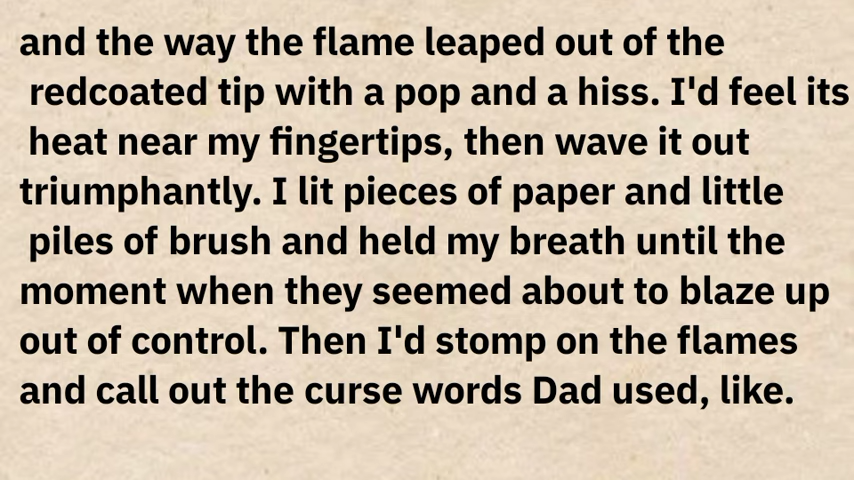 and the way the flame leaped out of the
redcoated tip with a pop and a hiss. I'd feel its
heat near my fingertips, then wave it out
triumphantly. I lit pieces of paper and little
piles of brush and held my breath until the
moment when they seemed about to blaze up
out of control. Then I'd stomp on the flames
and call out the curse words Dad used, like.